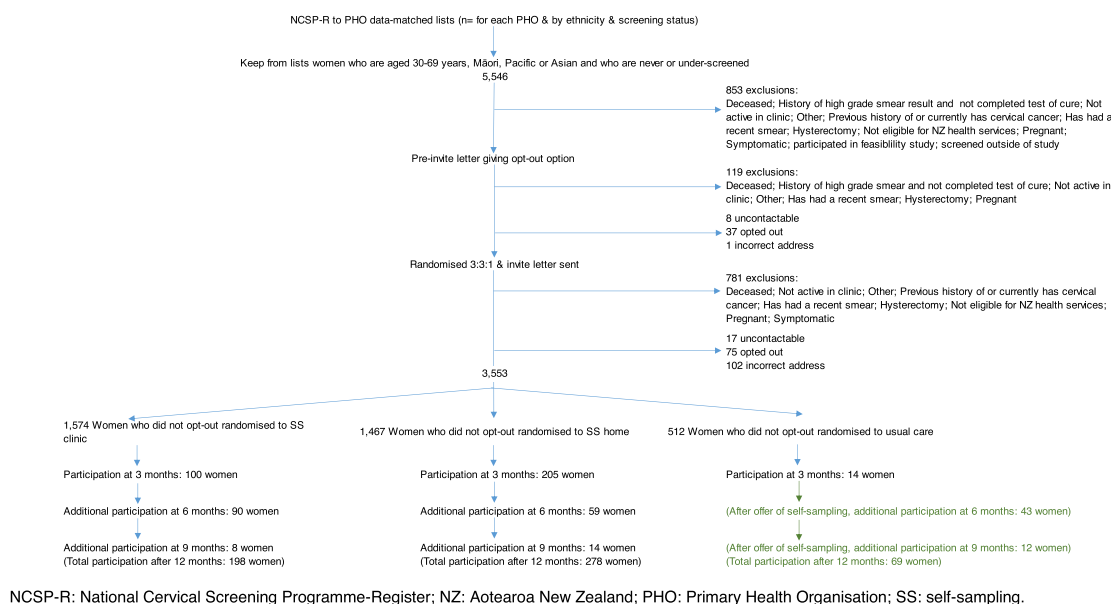 NCSP-R to PHO data-matched lists (n= for each PHO & by ethnicity & screening status)
Keep from lists women who are aged 30-69 years, Māori, Pacific or Asian and who are never or under-screened
5,546
853 exclusions:
Deceased; History of high grade smear result and not completed test of cure; Not
active in clinic; Other; Previous history of or currently has cervical cancer; Has had a
recent smear; Hysterectomy; Not eligible for NZ health services; Pregnant;
Symptomatic; participated in feasiblility study; screened outside of study
Pre-invite letter giving opt-out option
119 exclusions:
Deceased; History of high grade smear and not completed test of cure; Not active in
clinic; Other; Has had a recent smear; Hysterectomy; Pregnant
8 uncontactable
37 opted out
1 incorrect address
Randomised 3:3:1 & invite letter sent
781 exclusions:
Deceased; Not active in clinic; Other; Previous history of or currently has cervical
cancer; Has had a recent smear; Hysterectomy; Not eligible for NZ health services;
Pregnant; Symptomatic
17 uncontactable
75 opted out
102 incorrect address
3,553
1,574 Women who did not opt-out randomised to SS
clinic
1,467 Women who did not opt-out randomised to SS home
512 Women who did not opt-out randomised to usual care
Participation at 3 months: 100 women
Participation at 3 months: 205 women
Participation at 3 months: 14 women
Additional participation at 6 months: 90 women
Additional participation at 6 months: 59 women
(After offer of self-sampling, additional participation at 6 months: 43 women)
Additional participation at 9 months: 8 women
(Total participation after 12 months: 198 women)
Additional participation at 9 months: 14 women
(Total participation after 12 months: 278 women)
(After offer of self-sampling, additional participation at 9 months: 12 women)
(Total participation after 12 months: 69 women)
NCSP-R: National Cervical Screening Programme-Register; NZ: Aotearoa New Zealand; PHO: Primary Health Organisation; SS: self-sampling.